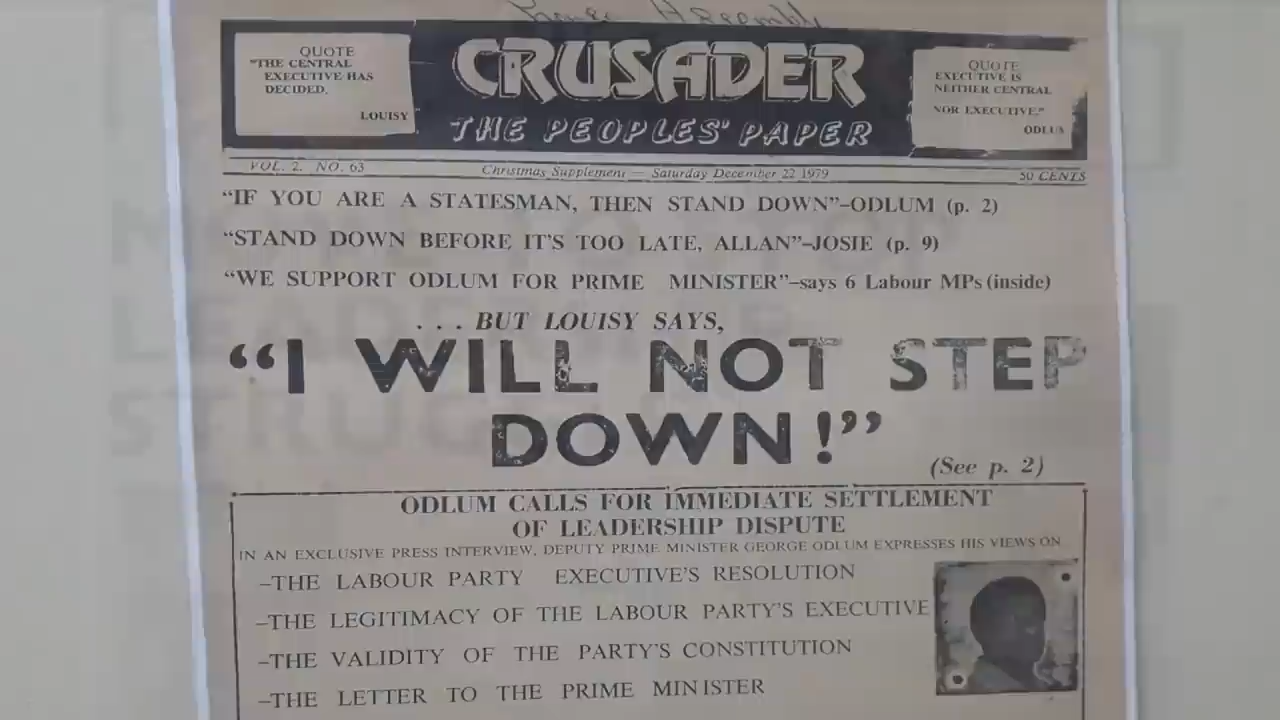 House Assembly
QUOTE
"THE CENTRAL
EXECUTIVE HAS
DECIDED.
LOUISY
CRUSADER
THE PEOPLES' PAPER
QUOTE
EXECUTIVE IS
NEITHER CENTRAL
NOR EXECUTIVE."
ODLUM
VOL. 2. NO. 63
Christmas Supplement — Saturday December 22 1979
50 CENTS
"IF YOU ARE A STATESMAN, THEN STAND DOWN"–ODLUM (p. 2)
"STAND DOWN BEFORE IT'S TOO LATE, ALLAN"–JOSIE (p. 9)
"WE SUPPORT ODLUM FOR PRIME MINISTER"–says 6 Labour MPs (inside)
. . . BUT LOUISY SAYS,
"I WILL NOT STEP
DOWN!"
(See p. 2)
ODLUM CALLS FOR IMMEDIATE SETTLEMENT
OF LEADERSHIP DISPUTE
IN AN EXCLUSIVE PRESS INTERVIEW, DEPUTY PRIME MINISTER GEORGE ODLUM EXPRESSES HIS VIEWS ON
–THE LABOUR PARTY EXECUTIVE'S RESOLUTION
–THE LEGITIMACY OF THE LABOUR PARTY'S EXECUTIVE
–THE VALIDITY OF THE PARTY'S CONSTITUTION
–THE LETTER TO THE PRIME MINISTER